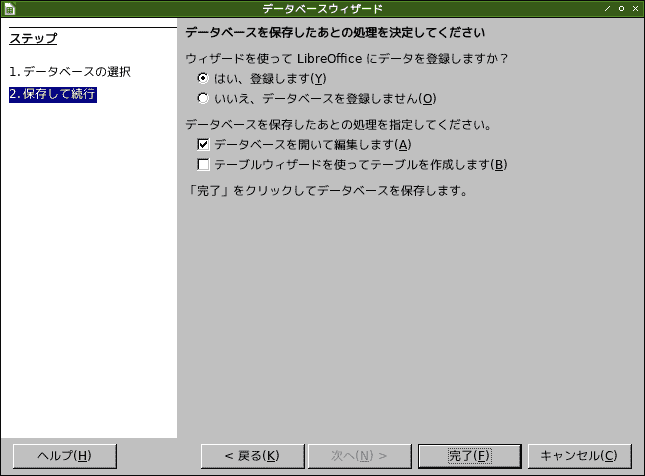 データベースウィザード
ステップ
1. データベースの選択
2. 保存して続行
データベースを保存したあとの処理を決定してください
ウィザードを使って LibreOffice にデータを登録しますか？
はい、登録します(Y)
いいえ、データベースを登録しません(O)
データベースを保存したあとの処理を指定してください。
データベースを開いて編集します(A)
テーブルウィザードを使ってテーブルを作成します(B)
「完了」をクリックしてデータベースを保存します。
ヘルプ(H)
< 戻る(K)
次へ(N) >
完了(F)
キャンセル(C)